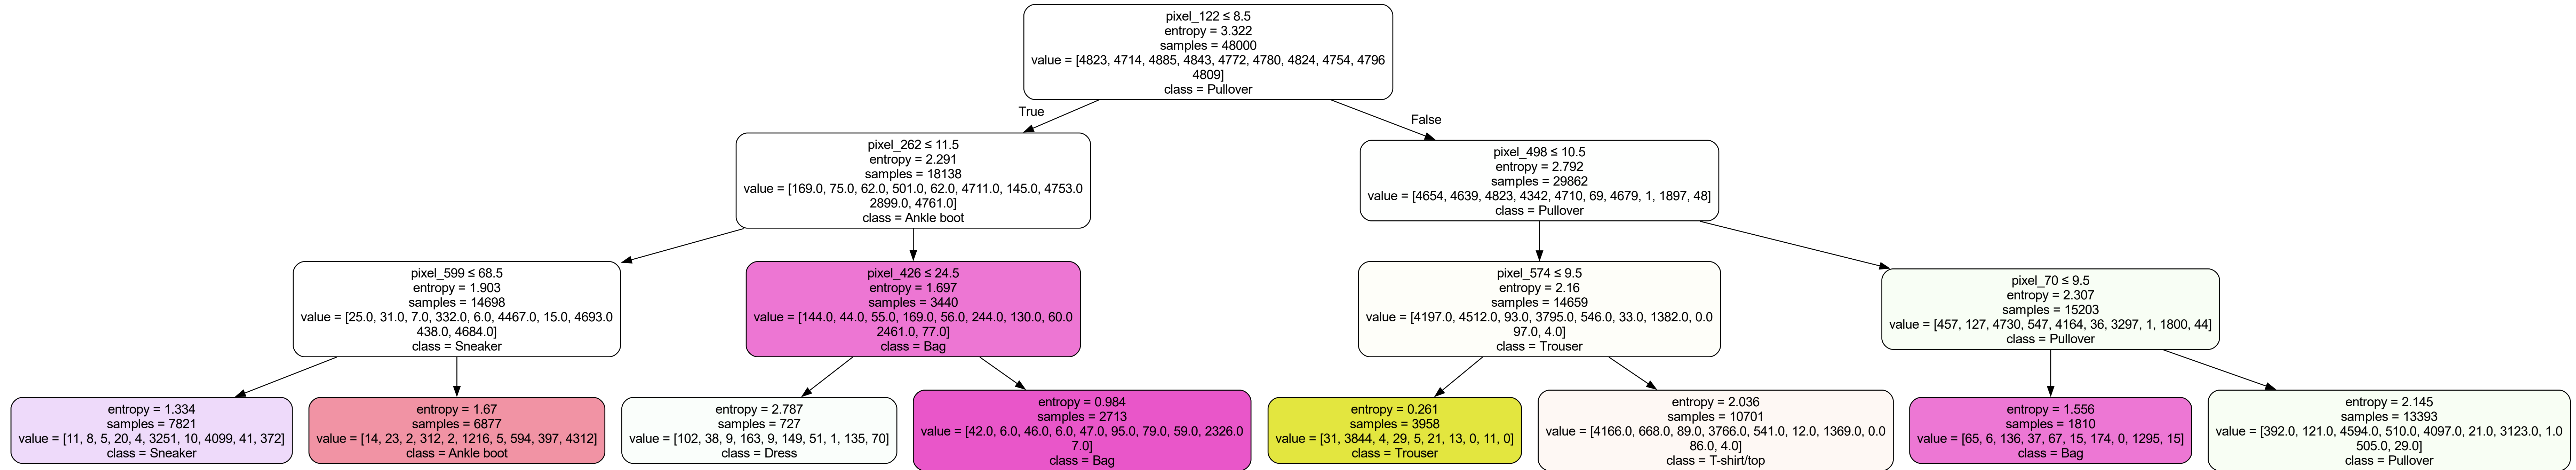 pixel_122 ≤ 8.5
entropy = 3.322
samples = 48000
value = [4823, 4714, 4885, 4843, 4772, 4780, 4824, 4754, 4796
4809]
class = Pullover
True
False
pixel_262 ≤ 11.5
entropy = 2.291
samples = 18138
value = [169.0, 75.0, 62.0, 501.0, 62.0, 4711.0, 145.0, 4753.0
2899.0, 4761.0]
class = Ankle boot
pixel_498 ≤ 10.5
entropy = 2.792
samples = 29862
value = [4654, 4639, 4823, 4342, 4710, 69, 4679, 1, 1897, 48]
class = Pullover
pixel_599 ≤ 68.5
entropy = 1.903
samples = 14698
value = [25.0, 31.0, 7.0, 332.0, 6.0, 4467.0, 15.0, 4693.0
438.0, 4684.0]
class = Sneaker
pixel_426 ≤ 24.5
entropy = 1.697
samples = 3440
value = [144.0, 44.0, 55.0, 169.0, 56.0, 244.0, 130.0, 60.0
2461.0, 77.0]
class = Bag
pixel_574 ≤ 9.5
entropy = 2.16
samples = 14659
value = [4197.0, 4512.0, 93.0, 3795.0, 546.0, 33.0, 1382.0, 0.0
97.0, 4.0]
class = Trouser
pixel_70 ≤ 9.5
entropy = 2.307
samples = 15203
value = [457, 127, 4730, 547, 4164, 36, 3297, 1, 1800, 44]
class = Pullover
entropy = 1.334
samples = 7821
value = [11, 8, 5, 20, 4, 3251, 10, 4099, 41, 372]
class = Sneaker
entropy = 1.67
samples = 6877
value = [14, 23, 2, 312, 2, 1216, 5, 594, 397, 4312]
class = Ankle boot
entropy = 2.787
samples = 727
value = [102, 38, 9, 163, 9, 149, 51, 1, 135, 70]
class = Dress
entropy = 0.984
samples = 2713
value = [42.0, 6.0, 46.0, 6.0, 47.0, 95.0, 79.0, 59.0, 2326.0
7.0]
class = Bag
entropy = 0.261
samples = 3958
value = [31, 3844, 4, 29, 5, 21, 13, 0, 11, 0]
class = Trouser
entropy = 2.036
samples = 10701
value = [4166.0, 668.0, 89.0, 3766.0, 541.0, 12.0, 1369.0, 0.0
86.0, 4.0]
class = T-shirt/top
entropy = 1.556
samples = 1810
value = [65, 6, 136, 37, 67, 15, 174, 0, 1295, 15]
class = Bag
entropy = 2.145
samples = 13393
value = [392.0, 121.0, 4594.0, 510.0, 4097.0, 21.0, 3123.0, 1.0
505.0, 29.0]
class = Pullover